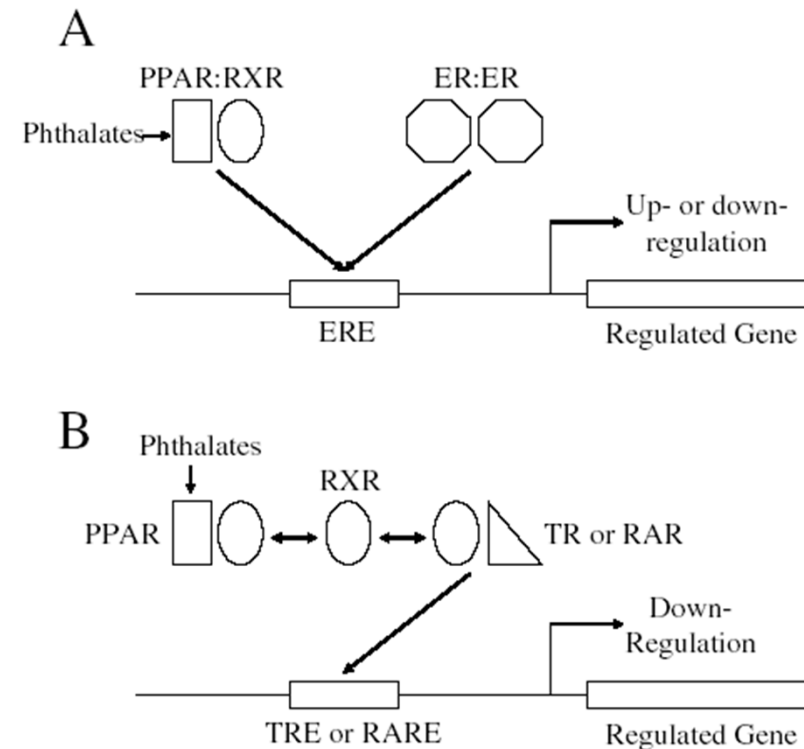 A
PPAR:RXR
ER:ER
Phthalates
Up- or down-
regulation
ERE
Regulated Gene
B
Phthalates
RXR
PPAR
TR or RAR
Down-
Regulation
TRE or RARE
Regulated Gene